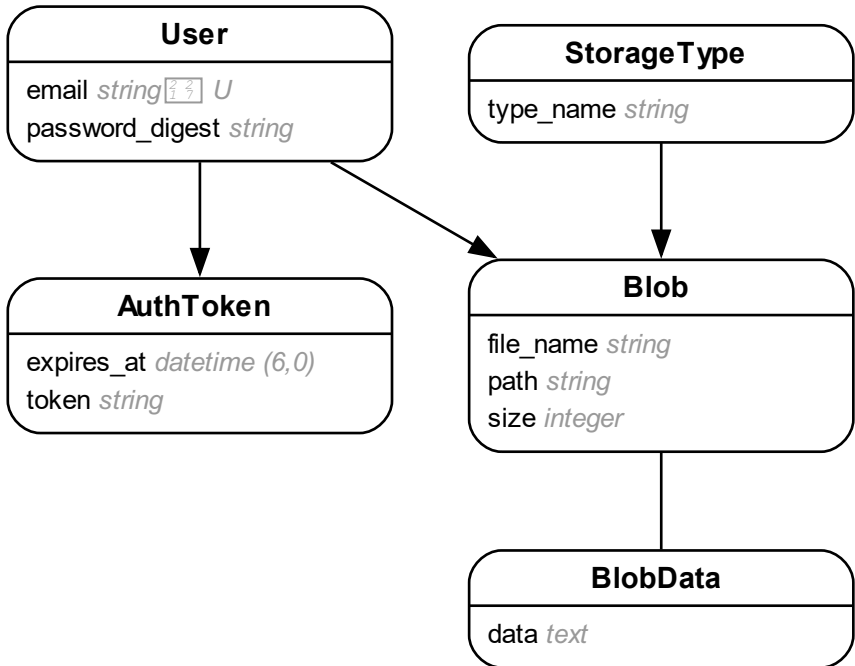 User
email string∗ U
password_digest string
StorageType
type_name string
AuthToken
expires_at datetime (6,0)
token string
Blob
file_name string
path string
size integer
BlobData
data text